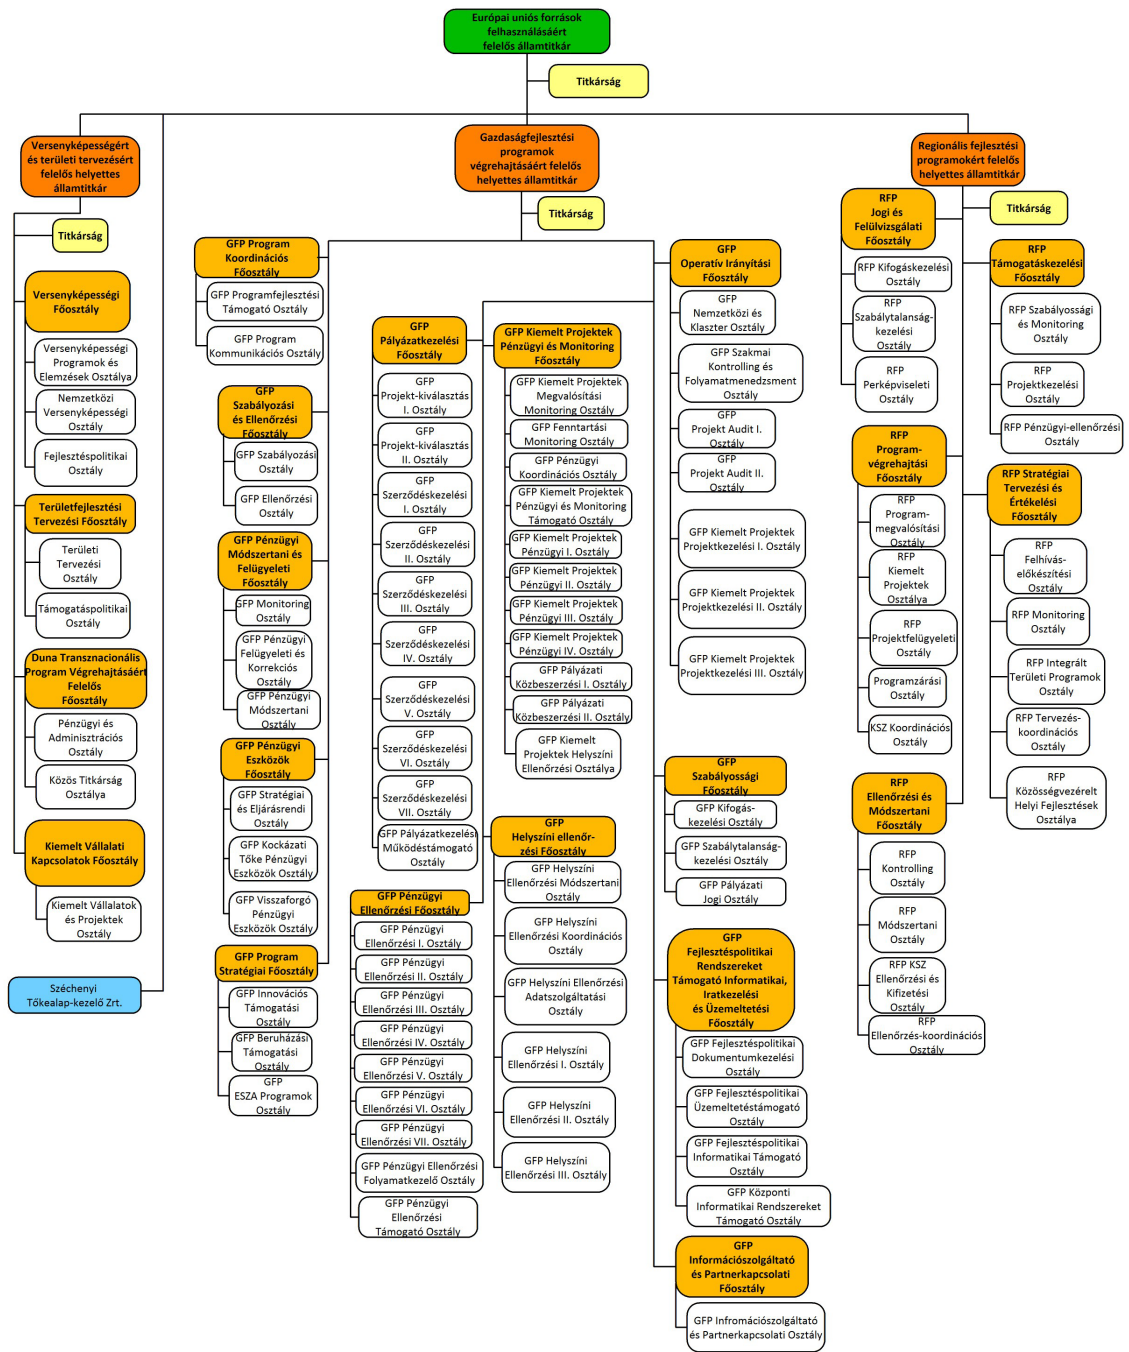 Európai uniós források
felhasználásáért
felelős államtitkár
Titkárság
Versenyképességért
és területi tervezésért
felelős helyettes
államtitkár
Titkárság
Versenyképességi
Főosztály
Versenyképességi
Programok és
Elemzések Osztálya
Nemzetközi
Versenyképességi
Osztály
Fejlesztéspolitikai
Osztály
Területfejlesztési
Tervezési Főosztály
Területi
Tervezési
Osztály
Támogatáspolitikai
Osztály
Duna Transznacionális
Program Végrehajtásáért
Felelős
Főosztály
Pénzügyi és
Adminisztrációs
Osztály
Közös Titkárság
Osztálya
Kiemelt Vállalati
Kapcsolatok Főosztály
Kiemelt Vállalatok
és Projektek
Osztály
Széchenyi
Tőkealap-kezelő Zrt.
Gazdaságfejlesztési
programok
végrehajtásáért felelős
helyettes államtitkár
Titkárság
GFP Program
Koordinációs
Főosztály
GFP Programfejlesztési
Támogató Osztály
GFP Program
Kommunikációs Osztály
GFP
Szabályozási
és Ellenőrzési
Főosztály
GFP Szabályozási
Osztály
GFP Ellenőrzési
Osztály
GFP Pénzügyi
Módszertani és
Felügyeleti
Főosztály
GFP Monitoring
Osztály
GFP Pénzügyi
Felügyeleti és
Korrekciós
Osztály
GFP Pénzügyi
Módszertani
Osztály
GFP Pénzügyi
Eszközök
Főosztály
GFP Stratégiai
és Eljárásrendi
Osztály
GFP Kockázati
Tőke Pénzügyi
Eszközök Osztály
GFP Visszaforgó
Pénzügyi
Eszközök Osztály
GFP Program
Stratégiai Főosztály
GFP Innovációs
Támogatási
Osztály
GFP Beruházási
Támogatási
Osztály
GFP
ESZA Programok
Osztály
GFP
Pályázatkezelési
Főosztály
GFP
Projekt-kiválasztás
I. Osztály
GFP
Projekt-kiválasztás
II. Osztály
GFP
Szerződéskezelési
I. Osztály
GFP
Szerződéskezelési
II. Osztály
GFP
Szerződéskezelési
III. Osztály
GFP
Szerződéskezelési
IV. Osztály
GFP
Szerződéskezelési
V. Osztály
GFP
Szerződéskezelési
VI. Osztály
GFP
Szerződéskezelési
VII. Osztály
GFP Pályázatkezelési
Működéstámogató
Osztály
GFP Kiemelt Projektek
Pénzügyi és Monitoring
Főosztály
GFP Kiemelt Projektek
Megvalósítási
Monitoring Osztály
GFP Fenntartási
Monitoring Osztály
GFP Pénzügyi
Koordinációs Osztály
GFP Kiemelt Projektek
Pénzügyi és Monitoring
Támogató Osztály
GFP Kiemelt Projektek
Pénzügyi I. Osztály
GFP Kiemelt Projektek
Pénzügyi II. Osztály
GFP Kiemelt Projektek
Pénzügyi III. Osztály
GFP Kiemelt Projektek
Pénzügyi IV. Osztály
GFP Pályázati
Közbeszerzési I. Osztály
GFP Pályázati
Közbeszerzési II. Osztály
GFP Kiemelt
Projektek Helyszíni
Ellenőrzési Osztálya
GFP Pénzügyi
Ellenőrzési Főosztály
GFP Pénzügyi
Ellenőrzési I. Osztály
GFP Pénzügyi
Ellenőrzési II. Osztály
GFP Pénzügyi
Ellenőrzési III. Osztály
GFP Pénzügyi
Ellenőrzési IV. Osztály
GFP Pénzügyi
Ellenőrzési V. Osztály
GFP Pénzügyi
Ellenőrzési VI. Osztály
GFP Pénzügyi
Ellenőrzési VII. Osztály
GFP Pénzügyi Ellenőrzési
Folyamatkezelő Osztály
GFP Pénzügyi
Ellenőrzési
Támogató Osztály
GFP
Helyszíni ellenőr-
zési Főosztály
GFP Helyszíni
Ellenőrzési Módszertani
Osztály
GFP Helyszíni
Ellenőrzési Koordinációs
Osztály
GFP Helyszíni Ellenőrzési
Adatszolgáltatási
Osztály
GFP Helyszíni
Ellenőrzési I. Osztály
GFP Helyszíni
Ellenőrzési II. Osztály
GFP Helyszíni
Ellenőrzési III. Osztály
GFP
Operatív Irányítási
Főosztály
GFP
Nemzetközi és
Klaszter Osztály
GFP Szakmai
Kontrolling és
Folyamatmenedzsment
Osztály
GFP
Projekt Audit I.
Osztály
GFP
Projekt Audit II.
Osztály
GFP Kiemelt Projektek
Projektkezelési I. Osztály
GFP Kiemelt Projektek
Projektkezelési II. Osztály
GFP Kiemelt Projektek
Projektkezelési III. Osztály
GFP
Szabályossági
Főosztály
GFP Kifogás-
kezelési Osztály
GFP Szabálytalanság-
kezelési Osztály
GFP Pályázati
Jogi Osztály
GFP
Fejlesztéspolitikai
Rendszereket
Támogató Informatikai,
Iratkezelési
és Üzemeltetési
Főosztály
GFP Fejlesztéspolitikai
Dokumentumkezelési
Osztály
GFP Fejlesztéspolitikai
Üzemeltetéstámogató
Osztály
GFP Fejlesztéspolitikai
Informatikai Támogató
Osztály
GFP Központi
Informatikai Rendszereket
Támogató Osztály
GFP
Információszolgáltató
és Partnerkapcsolati
Főosztály
GFP Infromációszolgáltató
és Partnerkapcsolati Osztály
Regionális fejlesztési
programokért felelős
helyettes államtitkár
Titkárság
RFP
Jogi és
Felülvizsgálati
Főosztály
RFP Kifogáskezelési
Osztály
RFP
Szabálytalanság-
kezelési Osztály
RFP
Perképviseleti
Osztály
RFP
Program-
végrehajtási
Főosztály
RFP
Program-
megvalósítási
Osztály
RFP
Kiemelt
Projektek
Osztálya
RFP
Projektfelügyeleti
Osztály
Programzárási
Osztály
KSZ Koordinációs
Osztály
RFP
Ellenőrzési és
Módszertani
Főosztály
RFP
Kontrolling
Osztály
RFP
Módszertani
Osztály
RFP KSZ
Ellenőrzési és
Kifizetési
Osztály
RFP
Ellenőrzés-koordinációs
Osztály
RFP
Támogatáskezelési
Főosztály
RFP Szabályossági
és Monitoring
Osztály
RFP
Projektkezelési
Osztály
RFP Pénzügyi-ellenőrzési
Osztály
RFP Stratégiai
Tervezési és
Értékelési
Főosztály
RFP
Felhívás-
előkészítési
Osztály
RFP Monitoring
Osztály
RFP Integrált
Területi Programok
Osztály
RFP Tervezés-
koordinációs
Osztály
RFP
Közösségvezérelt
Helyi Fejlesztések
Osztálya